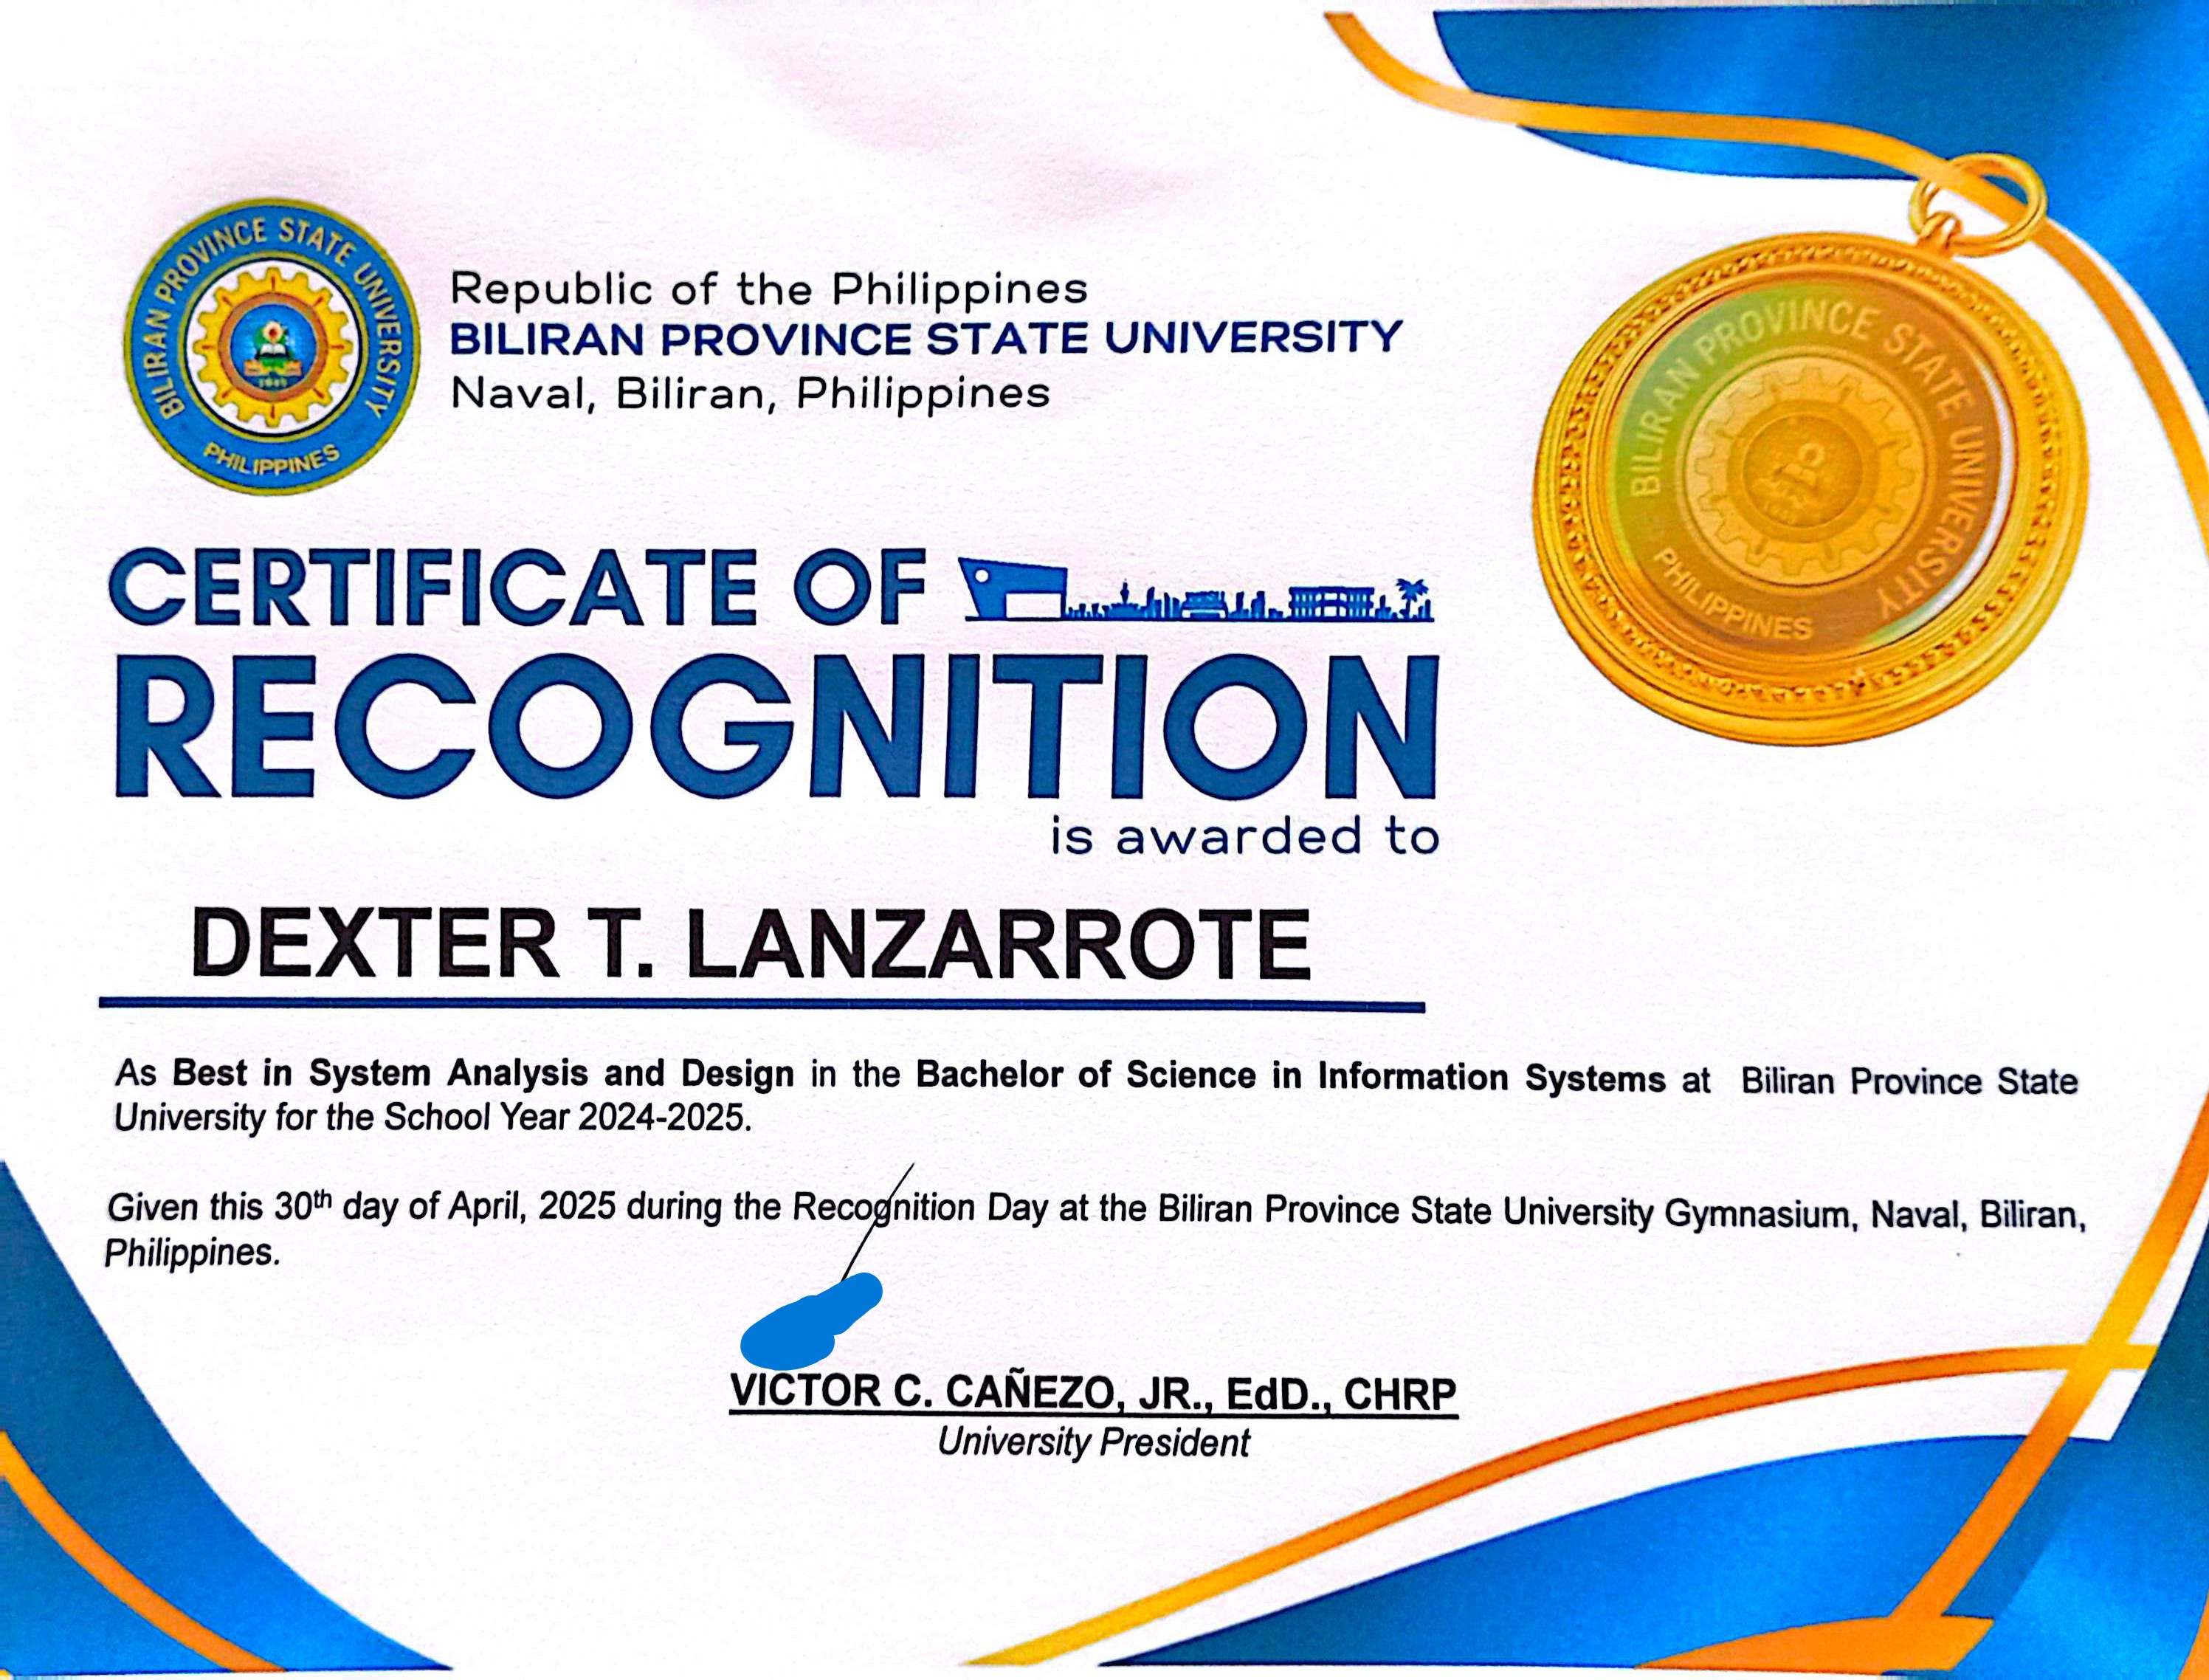 BILIRAN PROVINCE STATE UNIVERSITY
PHILIPPINES
1945
Republic of the Philippines
BILIRAN PROVINCE STATE UNIVERSITY
Naval, Biliran, Philippines
BILIRAN PROVINCE STATE UNIVERSITY
PHILIPPINES
CERTIFICATE OF
RECOGNITION
is awarded to
DEXTER T. LANZARROTE
As Best in System Analysis and Design in the Bachelor of Science in Information Systems at Biliran Province State
University for the School Year 2024-2025.
Given this 30th day of April, 2025 during the Recognition Day at the Biliran Province State University Gymnasium, Naval, Biliran,
Philippines.
VICTOR C. CAÑEZO, JR., EdD., CHRP
University President